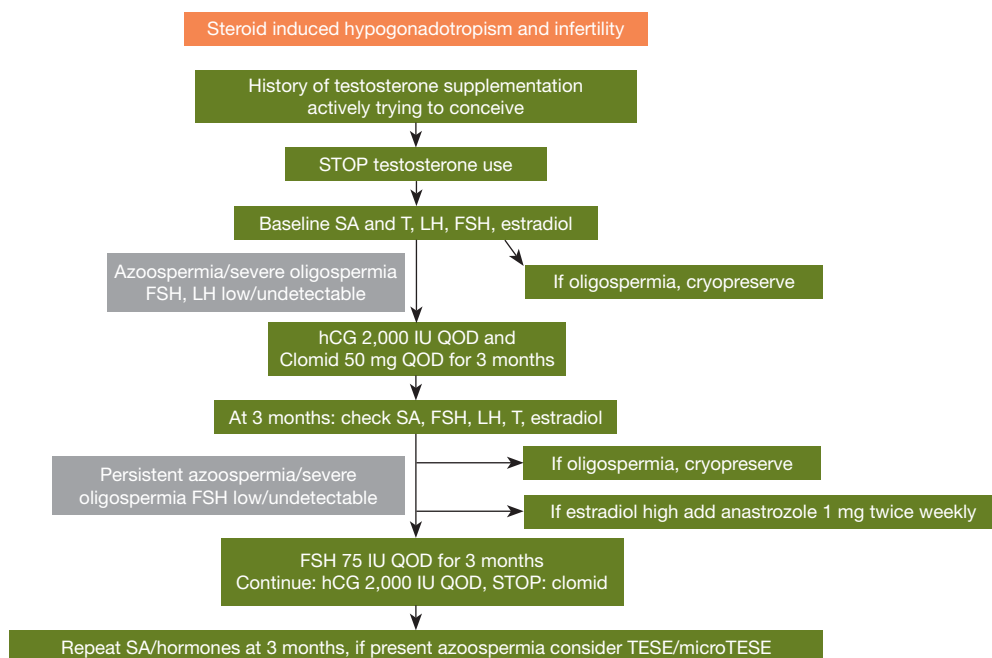 Steroid induced hypogonadotropism and infertility
History of testosterone supplementation
actively trying to conceive
STOP testosterone use
Baseline SA and T, LH, FSH, estradiol
Azoospermia/severe oligospermia
FSH, LH low/undetectable
If oligospermia, cryopreserve
hCG 2,000 IU QOD and
Clomid 50 mg QOD for 3 months
At 3 months: check SA, FSH, LH, T, estradiol
Persistent azoospermia/severe
oligospermia FSH low/undetectable
If oligospermia, cryopreserve
If estradiol high add anastrozole 1 mg twice weekly
FSH 75 IU QOD for 3 months
Continue: hCG 2,000 IU QOD, STOP: clomid
Repeat SA/hormones at 3 months, if present azoospermia consider TESE/microTESE